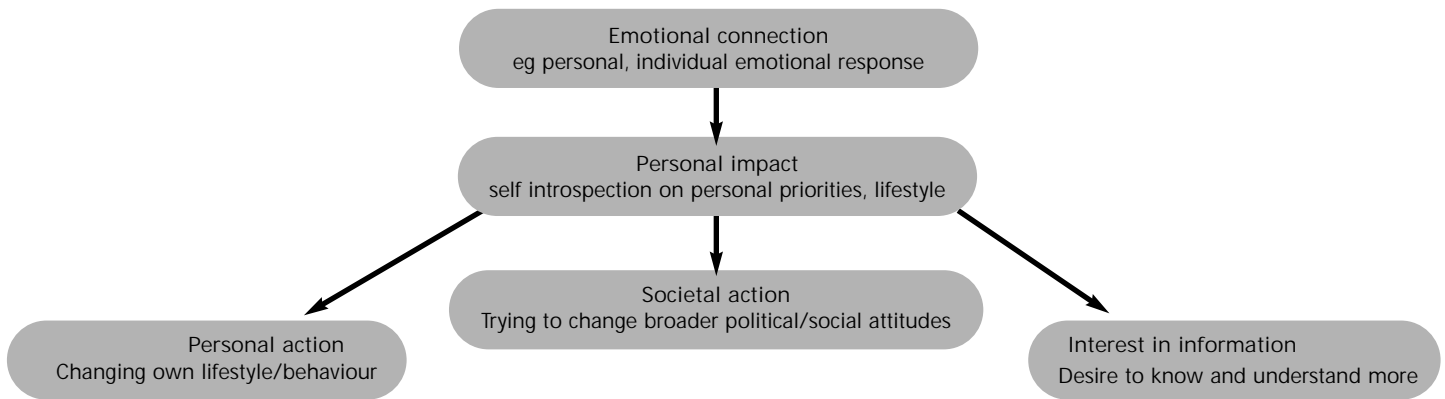 Emotional connection
eg personal, individual emotional response
Personal impact
self introspection on personal priorities, lifestyle
Societal action
Trying to change broader political/social attitudes
Personal action
Changing own lifestyle/behaviour
Interest in information
Desire to know and understand more